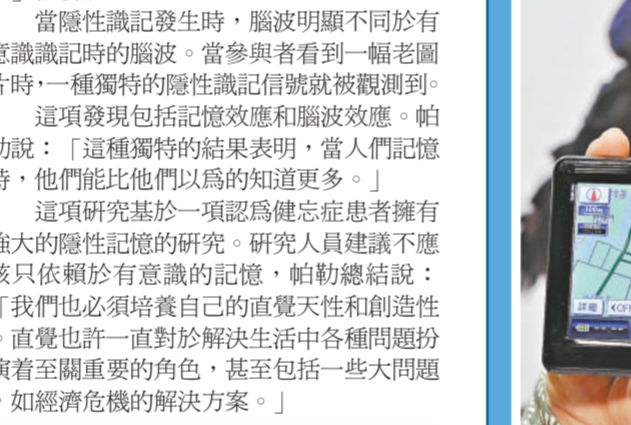 當隱性識記發生時，腦波明顯不同於有
意識識記時的腦波。當參與者看到一幅老圖
片時，一種獨特的隱性識記信號就被觀測到。
這項發現包括記憶效應和腦波效應。帕
勒說：「這種獨特的結果表明，當人們記憶
時，他們能比他們以爲的知道更多。」
這項研究基於一項認爲健忘症患者擁有
強大的隱性記憶的研究。研究人員建議不應
該只依賴於有意識的記憶，帕勒總結說：
「我們也必須培養自己的直覺天性和創造性
。直覺也許一直對於解決生活中各種問題扮
演着至關重要的角色，甚至包括一些大問題
，如經濟危機的解決方案。」
100m
詳細